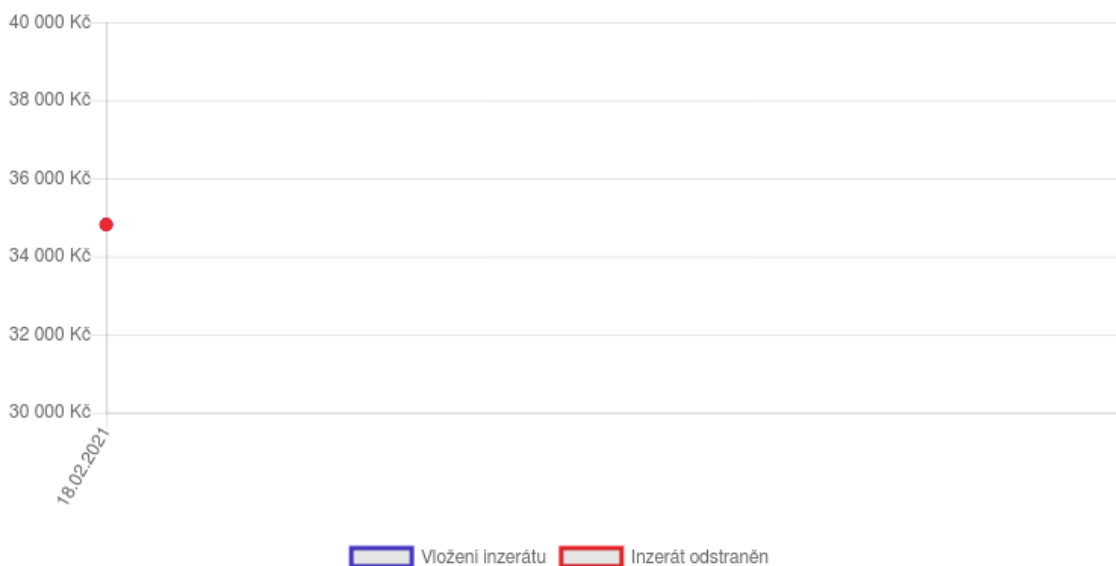 40 000 Kč
38 000 Kč
36 000 Kč
34 000 Kč
32 000 Kč
30 000 Kč
18.02.2021
Vložení inzerátu Inzerát odstraněn